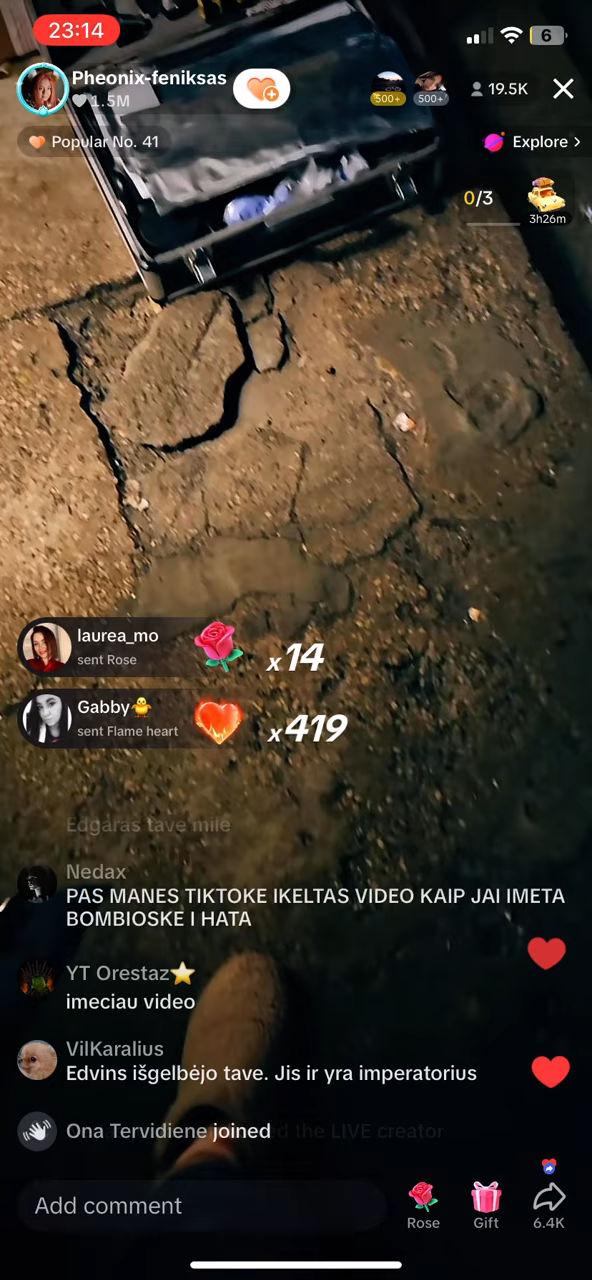 23:14
6
Pheonix-feniksas
1.5M
500+
500+
19.5K
Popular No. 41
Explore >
0/3
3h26m
laurea_mo
sent Rose
x14
Gabby
sent Flame heart
x419
Edgaras tave mile
Nedax
PAS MANES TIKTOKE IKELTAS VIDEO KAIP JAI IMETA
BOMBIOSKE I HATA
YT Orestaz
imeciau video
VilKaralius
Edvins išgelbėjo tave. Jis ir yra imperatorius
Ona Tervidiene joined
d the LIVE creator
Add comment
Rose
Gift
6.4K